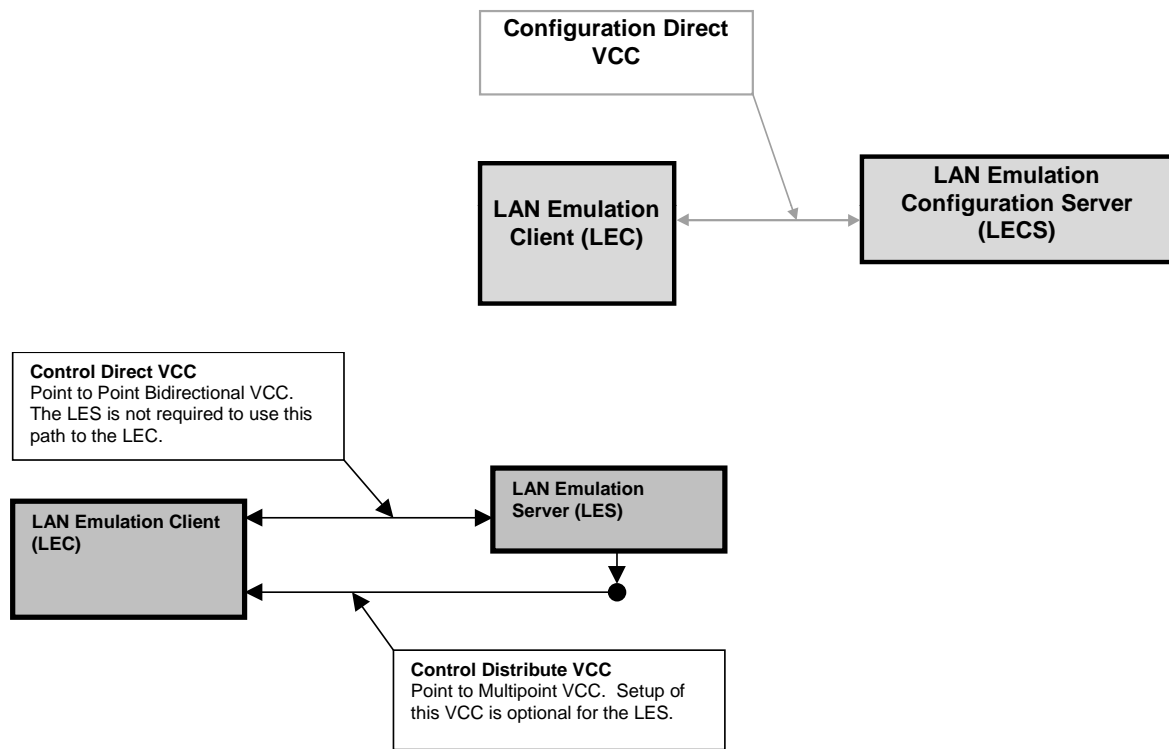 Configuration Direct
VCC
LAN Emulation
Client (LEC)
LAN Emulation
Configuration Server
(LECS)
Control Direct VCC
Point to Point Bidirectional VCC.
The LES is not required to use this
path to the LEC.
LAN Emulation Client
(LEC)
LAN Emulation
Server (LES)
Control Distribute VCC
Point to Multipoint VCC.  Setup of
this VCC is optional for the LES.